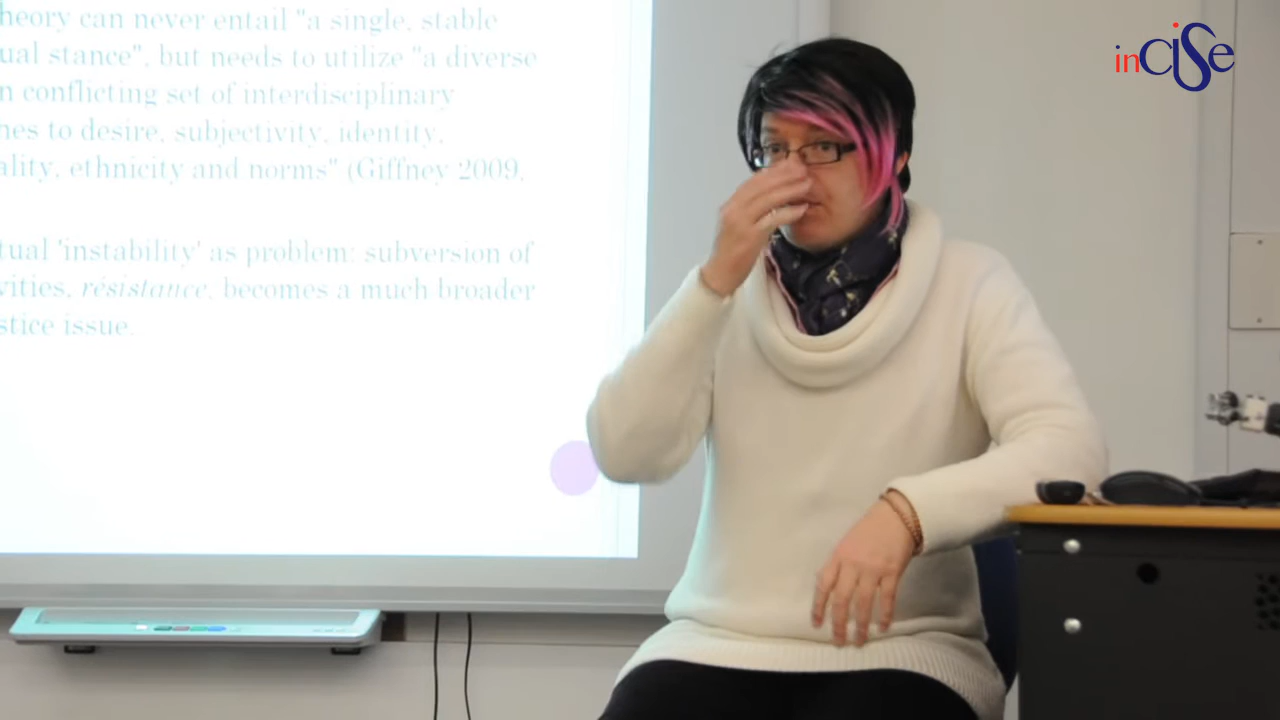 heory can never entail "a single, stable
ual stance", but needs to utilize "a diverse
n conflicting set of interdisciplinary
hes to desire, subjectivity, identity,
ality, ethnicity and norms" (Giffney 2009,
tual 'instability' as problem: subversion of
vities, résistance, becomes a much broader
stice issue.
inCiSe